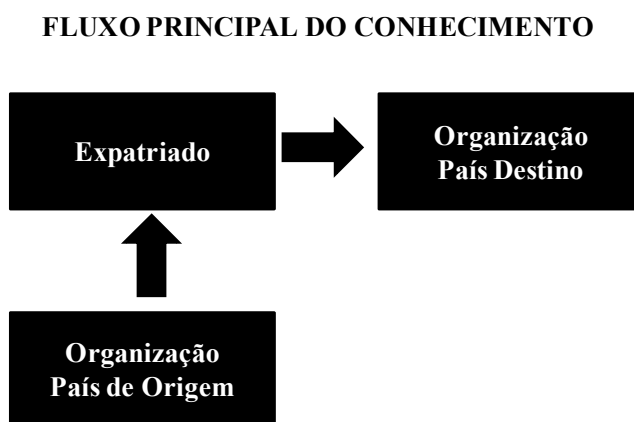 FLUXO PRINCIPAL DO CONHECIMENTO
Expatriado
Organização
País Destino
Organização
País de Origem